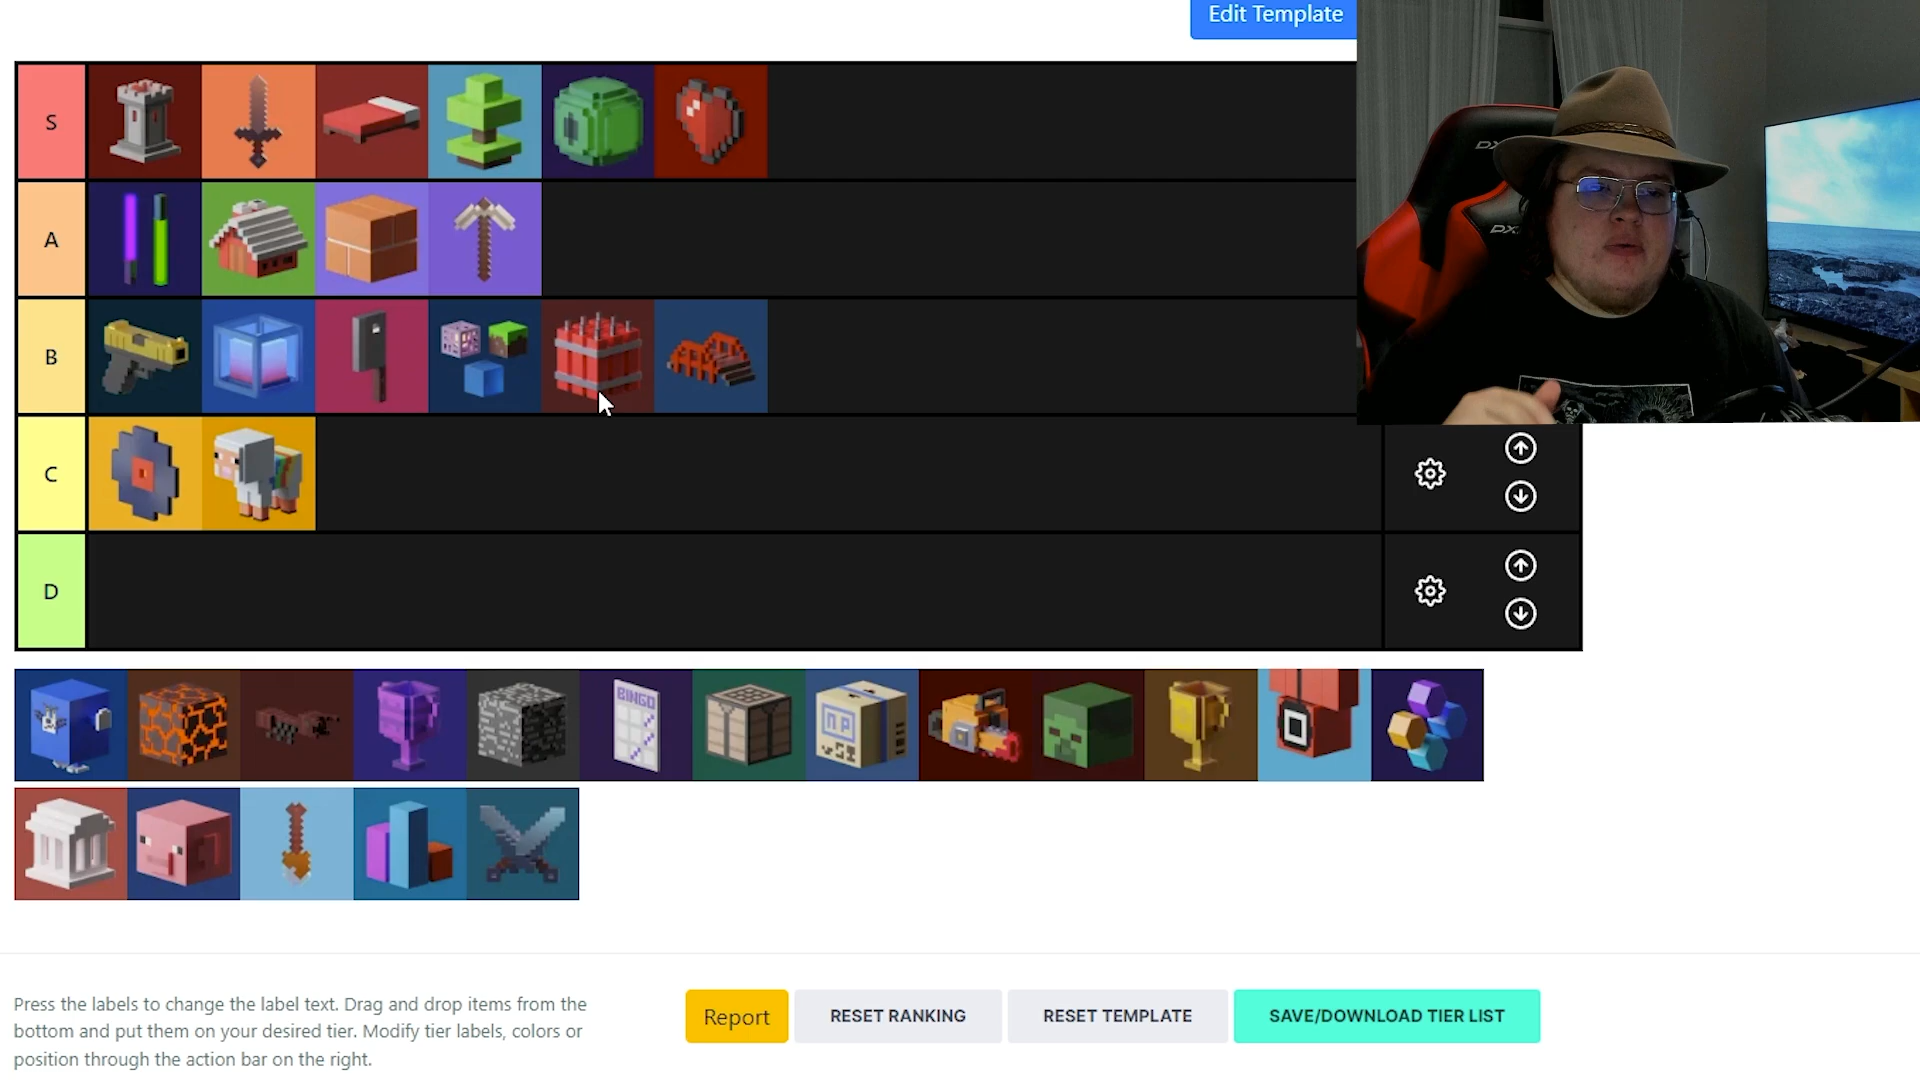 Edit Template
S
A
B
C
D
BINGO
Press the labels to change the label text. Drag and drop items from the
bottom and put them on your desired tier. Modify tier labels, colors or
position through the action bar on the right.
Report
RESET RANKING
RESET TEMPLATE
SAVE/DOWNLOAD TIER LIST